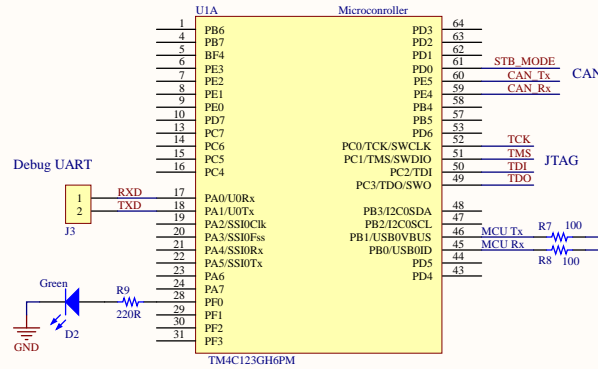 U1A Microconroller
1 PB6 PD3 64
4 PB7 PD2 63
5 BF4 PD1 62
6 PE3 PD0 61 STB_MODE
7 PE2 PE5 60 CAN_Tx CAN
8 PE1 PE4 59 CAN_Rx
9 PE0 PB4 58
10 PD7 PB5 57
13 PC7 PD6 53
14 PC6 PC0/TCK/SWCLK 52 TCK
15 PC5 PC1/TMS/SWDIO 51 TMS JTAG
16 PC4 PC2/TDI 50 TDI
PC3/TDO/SWO 49 TDO
Debug UART
1 RXD 17 PA0/U0Rx
2 TXD 18 PA1/U0Tx PB3/I2C0SDA 48
J3 19 PA2/SSI0Clk PB2/I2C0SCL 47
20 PA3/SSI0Fss PB1/USB0VBUS 46 MCU Tx R7 100
21 PA4/SSI0Rx PB0/USB0ID 45 MCU Rx R8 100
22 PA5/SSI0Tx PD5 44
23 PA6 PD4 43
24 PA7
Green R9 28 PF0
220R 29 PF1
D2 30 PF2
GND 31 PF3
TM4C123GH6PM